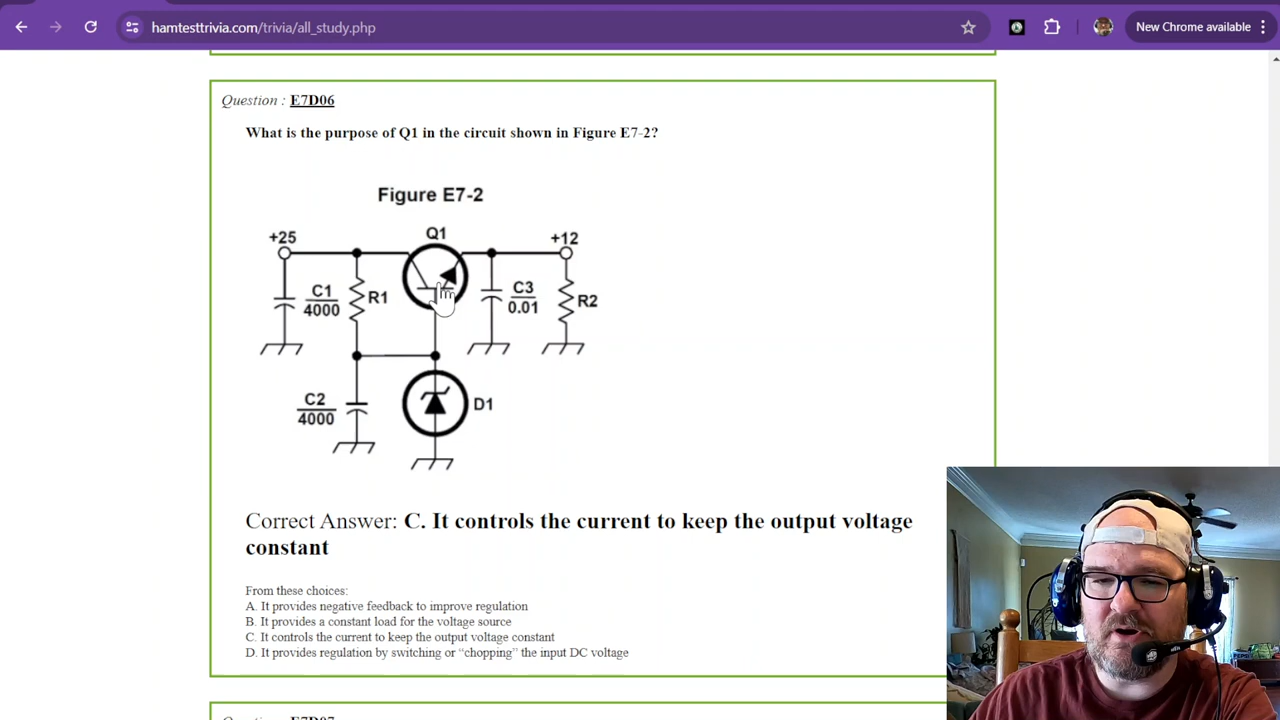 hamtesttrivia.com/trivia/all_study.php
New Chrome available
Question : E7D06
What is the purpose of Q1 in the circuit shown in Figure E7-2?
Figure E7-2
+25
Q1
+12
C1
4000
R1
C3
0.01
R2
C2
4000
D1
Correct Answer: C. It controls the current to keep the output voltage
constant
From these choices:
A. It provides negative feedback to improve regulation
B. It provides a constant load for the voltage source
C. It controls the current to keep the output voltage constant
D. It provides regulation by switching or “chopping” the input DC voltage
Question : E7D07